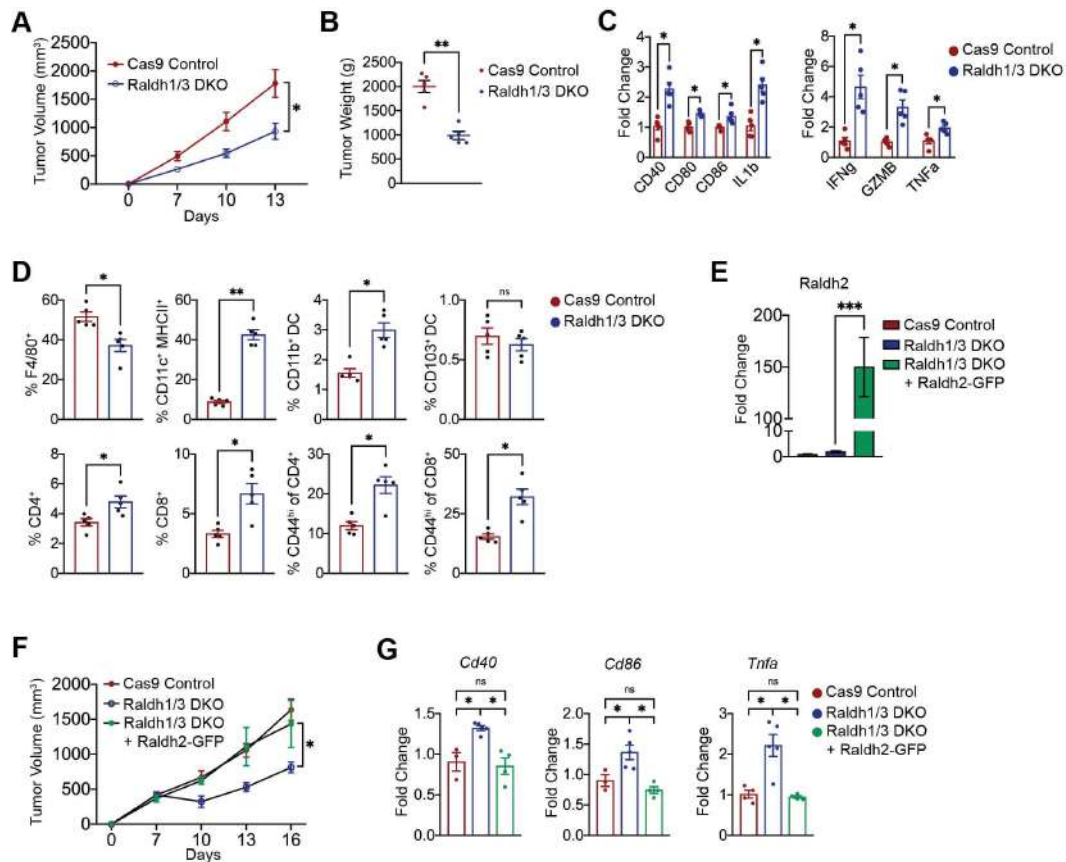 A
Tumor Volume (mm³)
2500
2000
1500
1000
500
0
0
7
10
13
Days
Cas9 Control
Raldh1/3 DKO
*
B
Tumor Weight (g)
3000
2000
1000
0
**
Cas9 Control
Raldh1/3 DKO
C
Fold Change
4
3
2
1
0
*
*
*
*
CD40
CD80
CD86
IL1b
Fold Change
8
6
4
2
0
*
*
*
IFNg
GZMB
TNFa
Cas9 Control
Raldh1/3 DKO
D
% F4/80⁺
60
40
20
0
*
% CD11c⁺ MHCII⁺
60
40
20
0
**
% CD11b⁺ DC
4
3
2
1
0
*
% CD103⁺ DC
1.0
0.5
0.0
ns
Cas9 Control
Raldh1/3 DKO
% CD4⁺
8
6
4
2
0
*
% CD8⁺
10
5
0
*
% CD44ʰⁱ of CD4⁺
30
20
10
0
*
% CD44ʰⁱ of CD8⁺
60
40
20
0
*
E
Raldh2
Fold Change
200
150
100
10
0
***
Cas9 Control
Raldh1/3 DKO
Raldh1/3 DKO
+ Raldh2-GFP
F
Tumor Volume (mm³)
2000
1500
1000
500
0
0
7
10
13
16
Days
Cas9 Control
Raldh1/3 DKO
Raldh1/3 DKO
+ Raldh2-GFP
*
G
Cd40
Fold Change
1.5
1.0
0.5
0.0
ns
*
*
Cd86
Fold Change
2.0
1.5
1.0
0.5
0.0
ns
*
*
Tnfa
Fold Change
3
2
1
0
ns
*
*
Cas9 Control
Raldh1/3 DKO
Raldh1/3 DKO
+ Raldh2-GFP